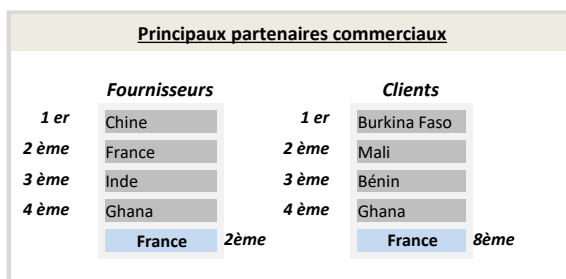 Principaux partenaires commerciaux
Fournisseurs Clients
1 er Chine 1 er Burkina Faso
2 ème France 2 ème Mali
3 ème Inde 3 ème Bénin
4 ème Ghana 4 ème Ghana
France 2ème France 8ème